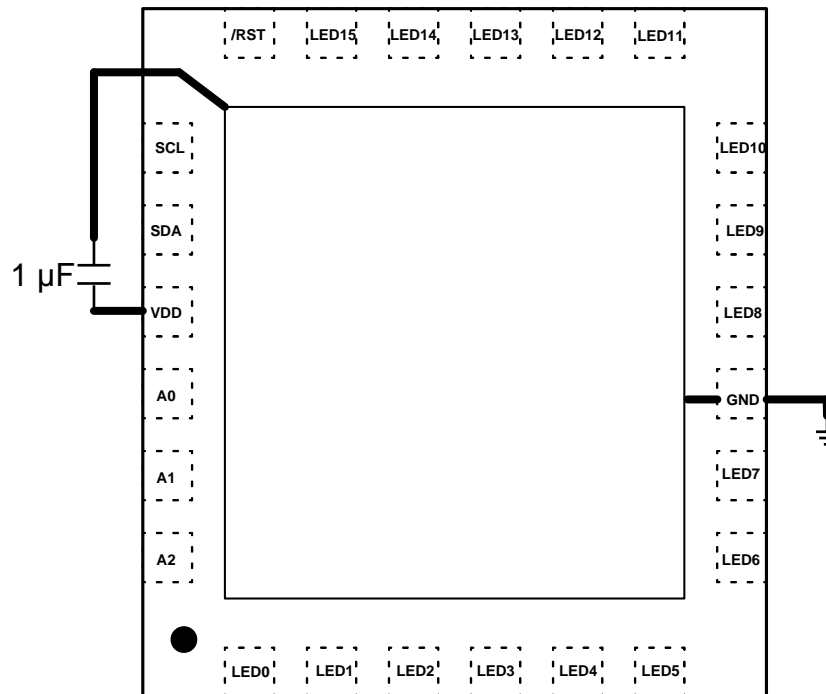 /RST LED15 LED14 LED13 LED12 LED11
SCL LED10
SDA LED9
1 µF
VDD LED8
A0 GND
A1 LED7
A2 LED6
LED0 LED1 LED2 LED3 LED4 LED5